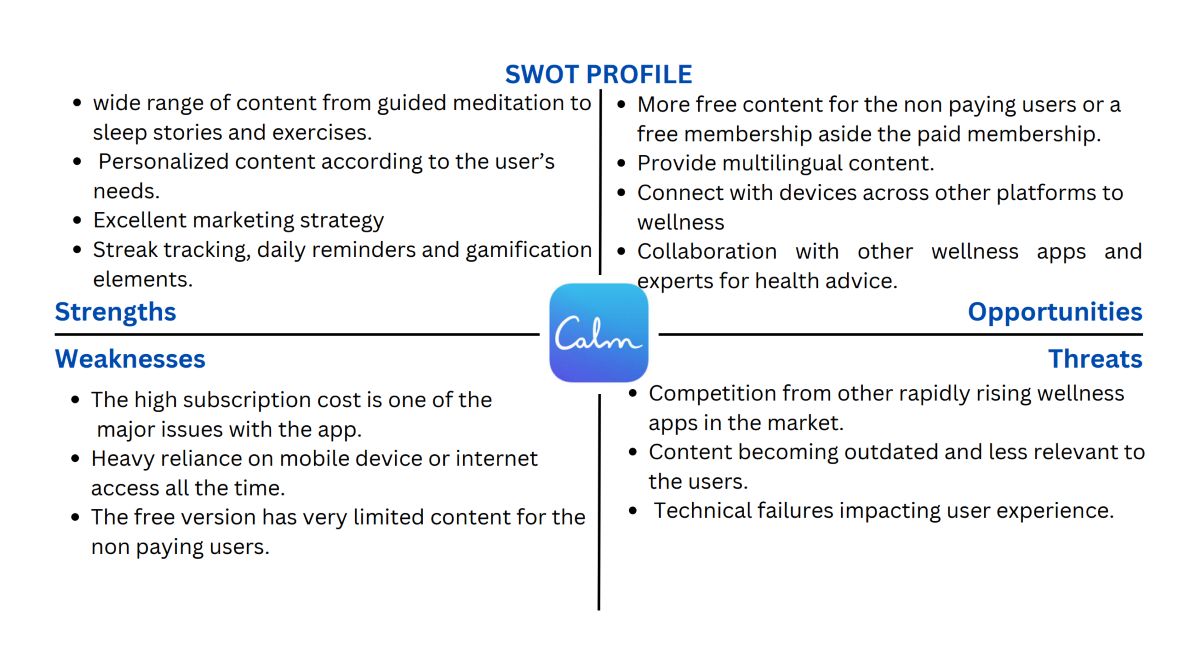 SWOT PROFILE
• wide range of content from guided meditation to
sleep stories and exercises.
• Personalized content according to the user’s
needs.
• Excellent marketing strategy
• Streak tracking, daily reminders and gamification
elements.
Strengths
• More free content for the non paying users or a
free membership aside the paid membership.
• Provide multilingual content.
• Connect with devices across other platforms to
wellness
• Collaboration with other wellness apps and
experts for health advice.
Opportunities
Calm
Weaknesses
• The high subscription cost is one of the
major issues with the app.
• Heavy reliance on mobile device or internet
access all the time.
• The free version has very limited content for the
non paying users.
Threats
• Competition from other rapidly rising wellness
apps in the market.
• Content becoming outdated and less relevant to
the users.
• Technical failures impacting user experience.